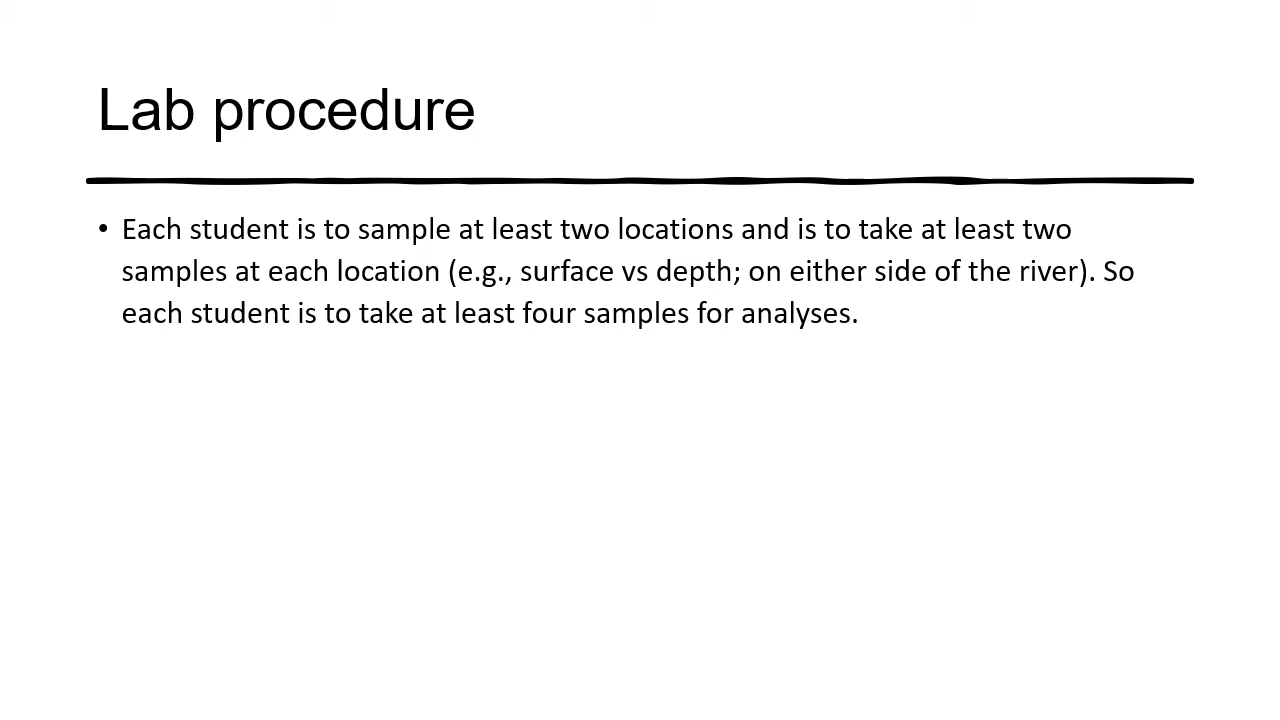 Lab procedure
• Each student is to sample at least two locations and is to take at least two
samples at each location (e.g., surface vs depth; on either side of the river). So
each student is to take at least four samples for analyses.